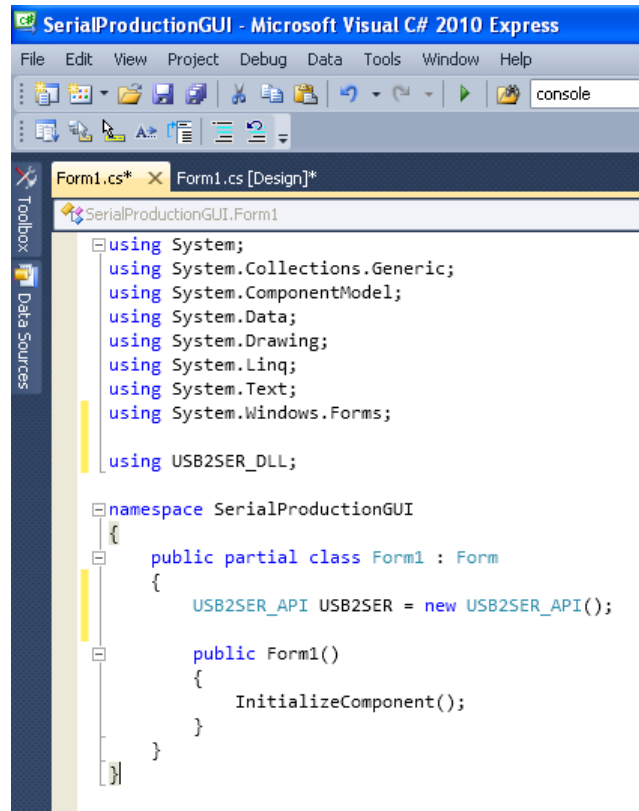 SerialProductionGUI - Microsoft Visual C# 2010 Express
File Edit View Project Debug Data Tools Window Help
console
Form1.cs* Form1.cs [Design]*
Toolbox
Data Sources
SerialProductionGUI.Form1
using System;
using System.Collections.Generic;
using System.ComponentModel;
using System.Data;
using System.Drawing;
using System.Linq;
using System.Text;
using System.Windows.Forms;
using USB2SER_DLL;
namespace SerialProductionGUI
{
public partial class Form1 : Form
{
USB2SER_API USB2SER = new USB2SER_API();
public Form1()
{
InitializeComponent();
}
}
}